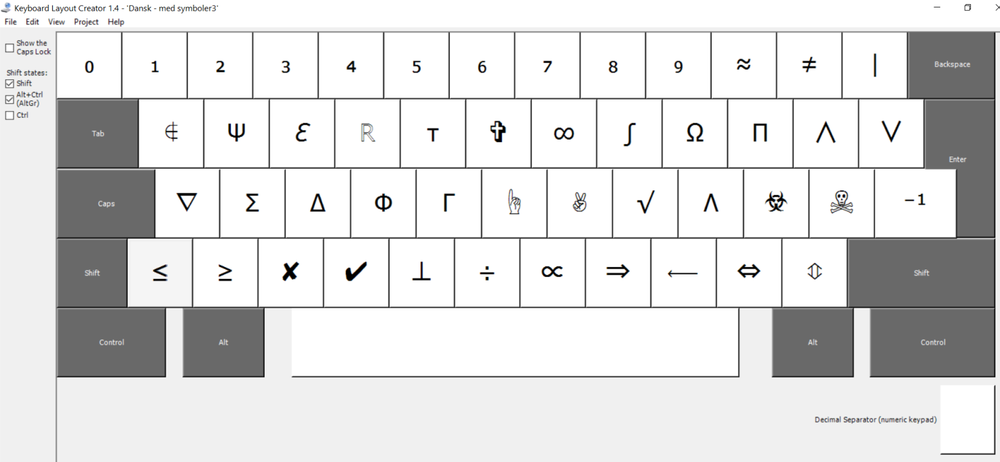 Keyboard Layout Creator 1.4 - 'Dansk - med symboler3'
File Edit View Project Help
Show the
Caps Lock
Shift states:
Shift
Alt+Ctrl
(AltGr)
Ctrl
0 1 2 3 4 5 6 7 8 9 ≈ ≠ | Backspace
Tab ⋲ Ψ ℇ ℝ τ ✞ ∞ ∫ Ω Π ⋀ ⋁ Enter
Caps ∇ Σ Δ Φ Γ ☝ ✌ √ Λ ☣ ☠ −1
Shift ≤ ≥ ✘ ✔ ⊥ ÷ ∝ ⇒ ⟵ ⇔ ⇳ Shift
Control Alt Alt Control
Decimal Separator (numeric keypad)